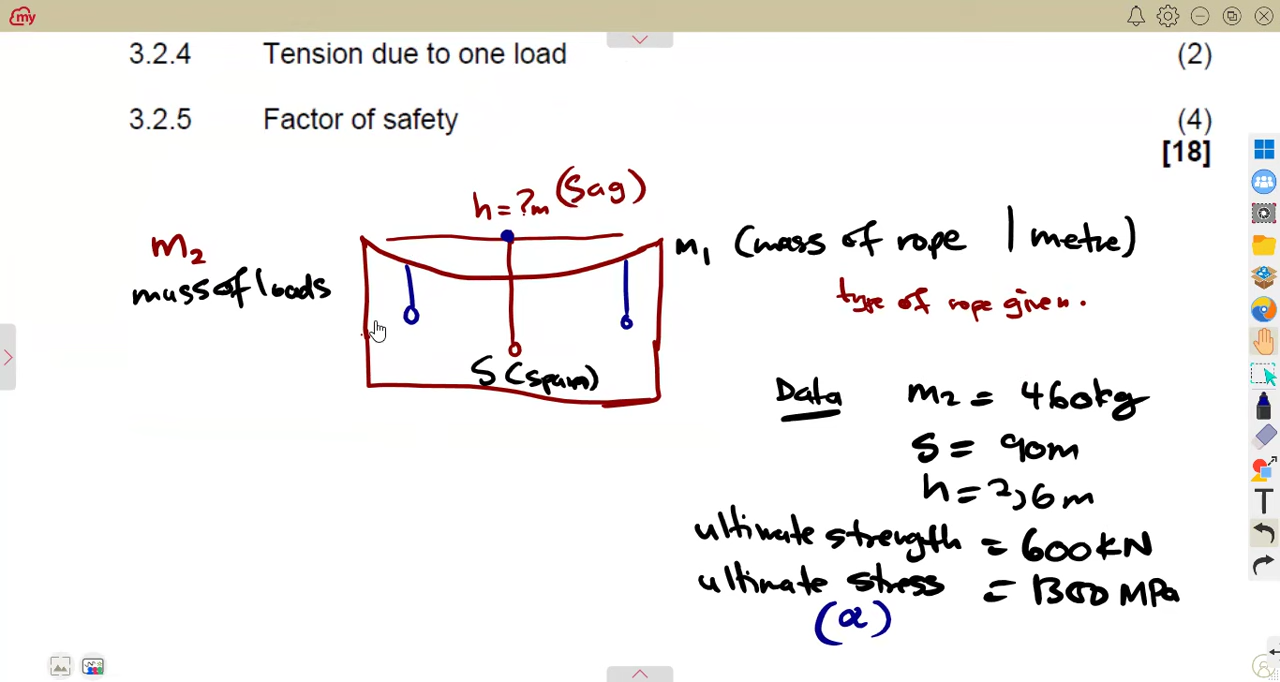 my
3.2.4 Tension due to one load (2)
3.2.5 Factor of safety (4)
[18]
h = ?m (Sag)
m2
mass of loads
m1 (mass of rope 1 metre)
type of rope given.
S (span)
Data m2 = 460kg
S = 90m
h = 2,6m
ultimate strength = 600kN
ultimate stress = 1300 MPa
(α)
T